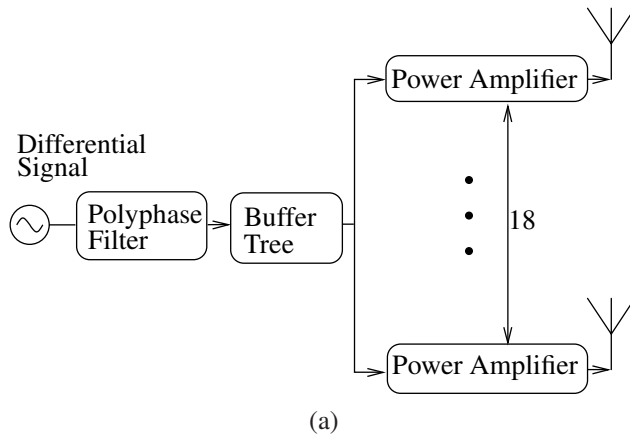 Power Amplifier
Differential
Signal
Polyphase
Filter
Buffer
Tree
18
Power Amplifier
(a)